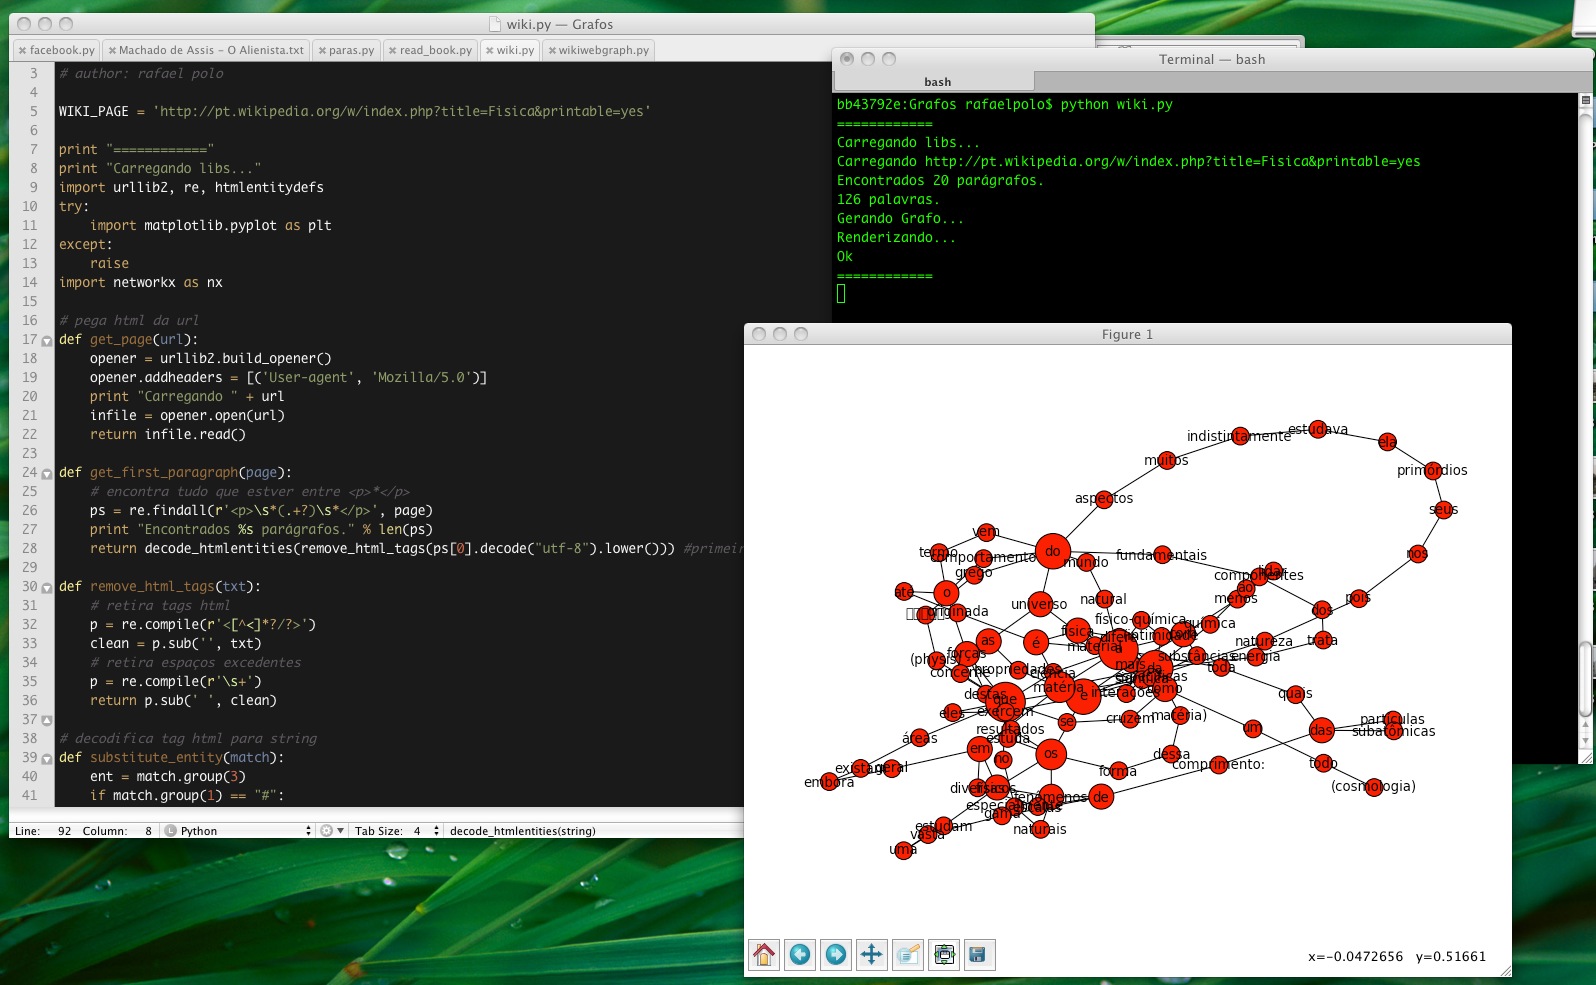 wiki.py — Grafos
facebook.py
Machado de Assis – O Alienista.txt
paras.py
read_book.py
wiki.py
wikiwebgraph.py
3 # author: rafael polo
4
5 WIKI_PAGE = 'http://pt.wikipedia.org/w/index.php?title=Fisica&printable=yes'
6
7 print "============"
8 print "Carregando libs..."
9 import urllib2, re, htmlentitydefs
10 try:
11     import matplotlib.pyplot as plt
12 except:
13     raise
14 import networkx as nx
15
16 # pega html da url
17 def get_page(url):
18     opener = urllib2.build_opener()
19     opener.addheaders = [('User-agent', 'Mozilla/5.0')]
20     print "Carregando " + url
21     infile = opener.open(url)
22     return infile.read()
23
24 def get_first_paragraph(page):
25     # encontra tudo que estver entre <p>*</p>
26     ps = re.findall(r'<p>\s*(.+?)\s*</p>', page)
27     print "Encontrados %s parágrafos." % len(ps)
28     return decode_htmlentities(remove_html_tags(ps[0].decode("utf-8").lower())) #primeir
29
30 def remove_html_tags(txt):
31     # retira tags html
32     p = re.compile(r'<[^<]*?/?>')
33     clean = p.sub('', txt)
34     # retira espaços excedentes
35     p = re.compile(r'\s+')
36     return p.sub(' ', clean)
37
38 # decodifica tag html para string
39 def substitute_entity(match):
40     ent = match.group(3)
41     if match.group(1) == "#":
Line: 92 Column: 8 Python Tab Size: 4 decode_htmlentities(string)
Terminal — bash
bash
bb43792e:Grafos rafaelpolo$ python wiki.py
============
Carregando libs...
Carregando http://pt.wikipedia.org/w/index.php?title=Fisica&printable=yes
Encontrados 20 parágrafos.
126 palavras.
Gerando Grafo...
Renderizando...
Ok
============
Figure 1
estudava
indistintamente
ela
muitos
primórdios
aspectos
seus
vem
termo
do
nos
comportamento
mundo
fundamentais
grego
lidar
componentes
até
o
ao
menos
pois
originada
universo
natural
dos
físico-química
química
as
é
física
natureza
trata
material
a
forças
(physis)
substâncias
energia
mais
da
toda
concerne
propriedades
ciência
destas
que
matéria
e
interações
como
quais
eles
exercem
se
cruzem
matéria)
partículas
resultados
um
das
subatômicas
áreas
estuda
em
no
os
dessa
existam
geral
forma
comprimento:
todo
embora
(cosmologia)
fenômenos
de
gama
estudam
naturais
vasta
uma
x=-0.0472656 y=0.51661